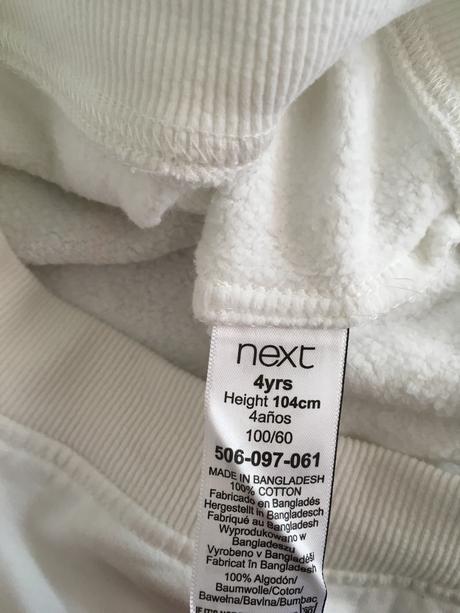 next
4yrs
Height 104cm
4años
100/60
506-097-061
MADE IN BANGLADESH
100% COTTON
Fabricado en Bangladés
Hergestellt in Bangladesch
Fabriqué au Bangladesh
Wyprodukowano w
Bangladeszu
Vyrobeno v Bangladéši
Fabricat în Bangladesh
100% Algodón/
Baumwolle/Coton/
Bawełna/Bavlna/Bumbac